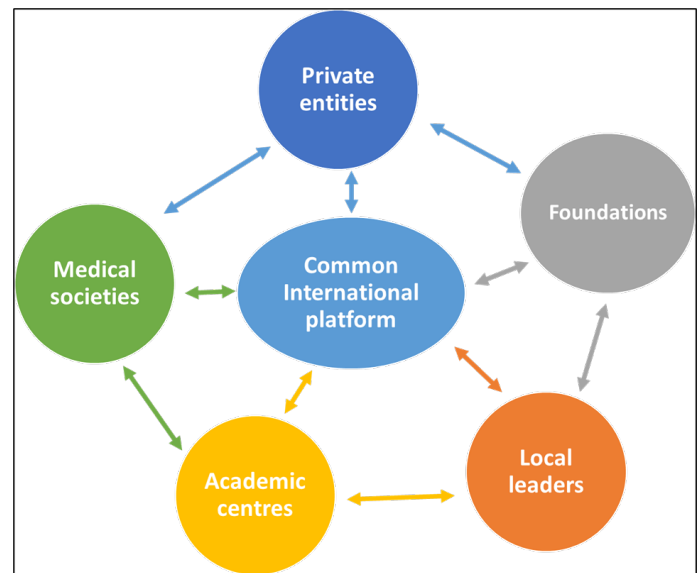 Private
entities
Foundations
Medical
societies
Common
International
platform
Local
leaders
Academic
centres